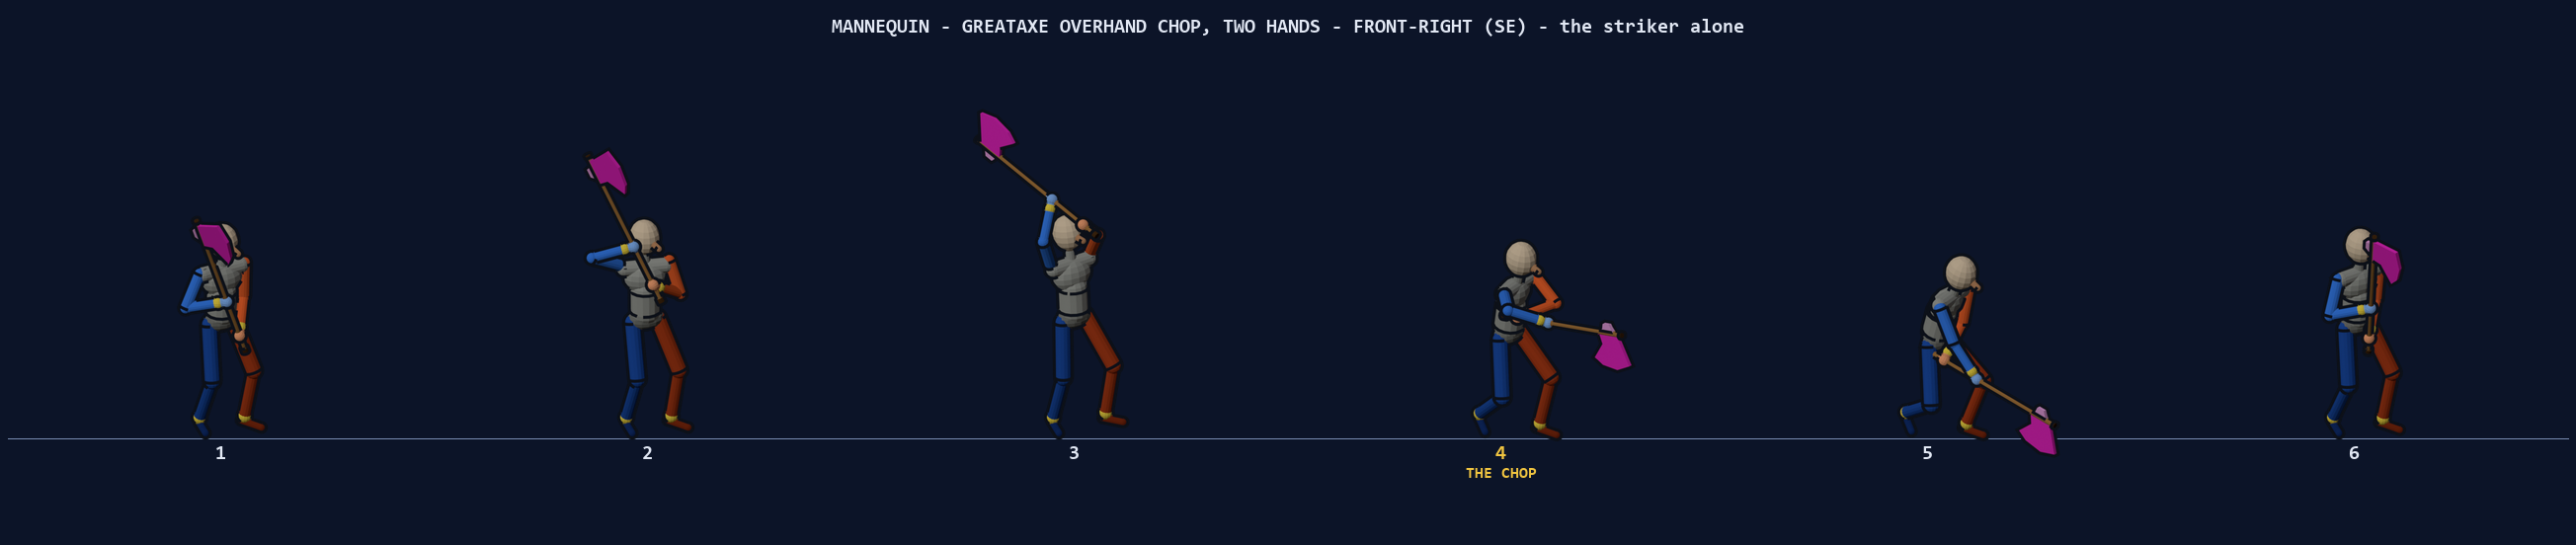 MANNEQUIN - GREATAXE OVERHAND CHOP, TWO HANDS - FRONT-RIGHT (SE) - the striker alone
1 2 3 4 5 6
THE CHOP